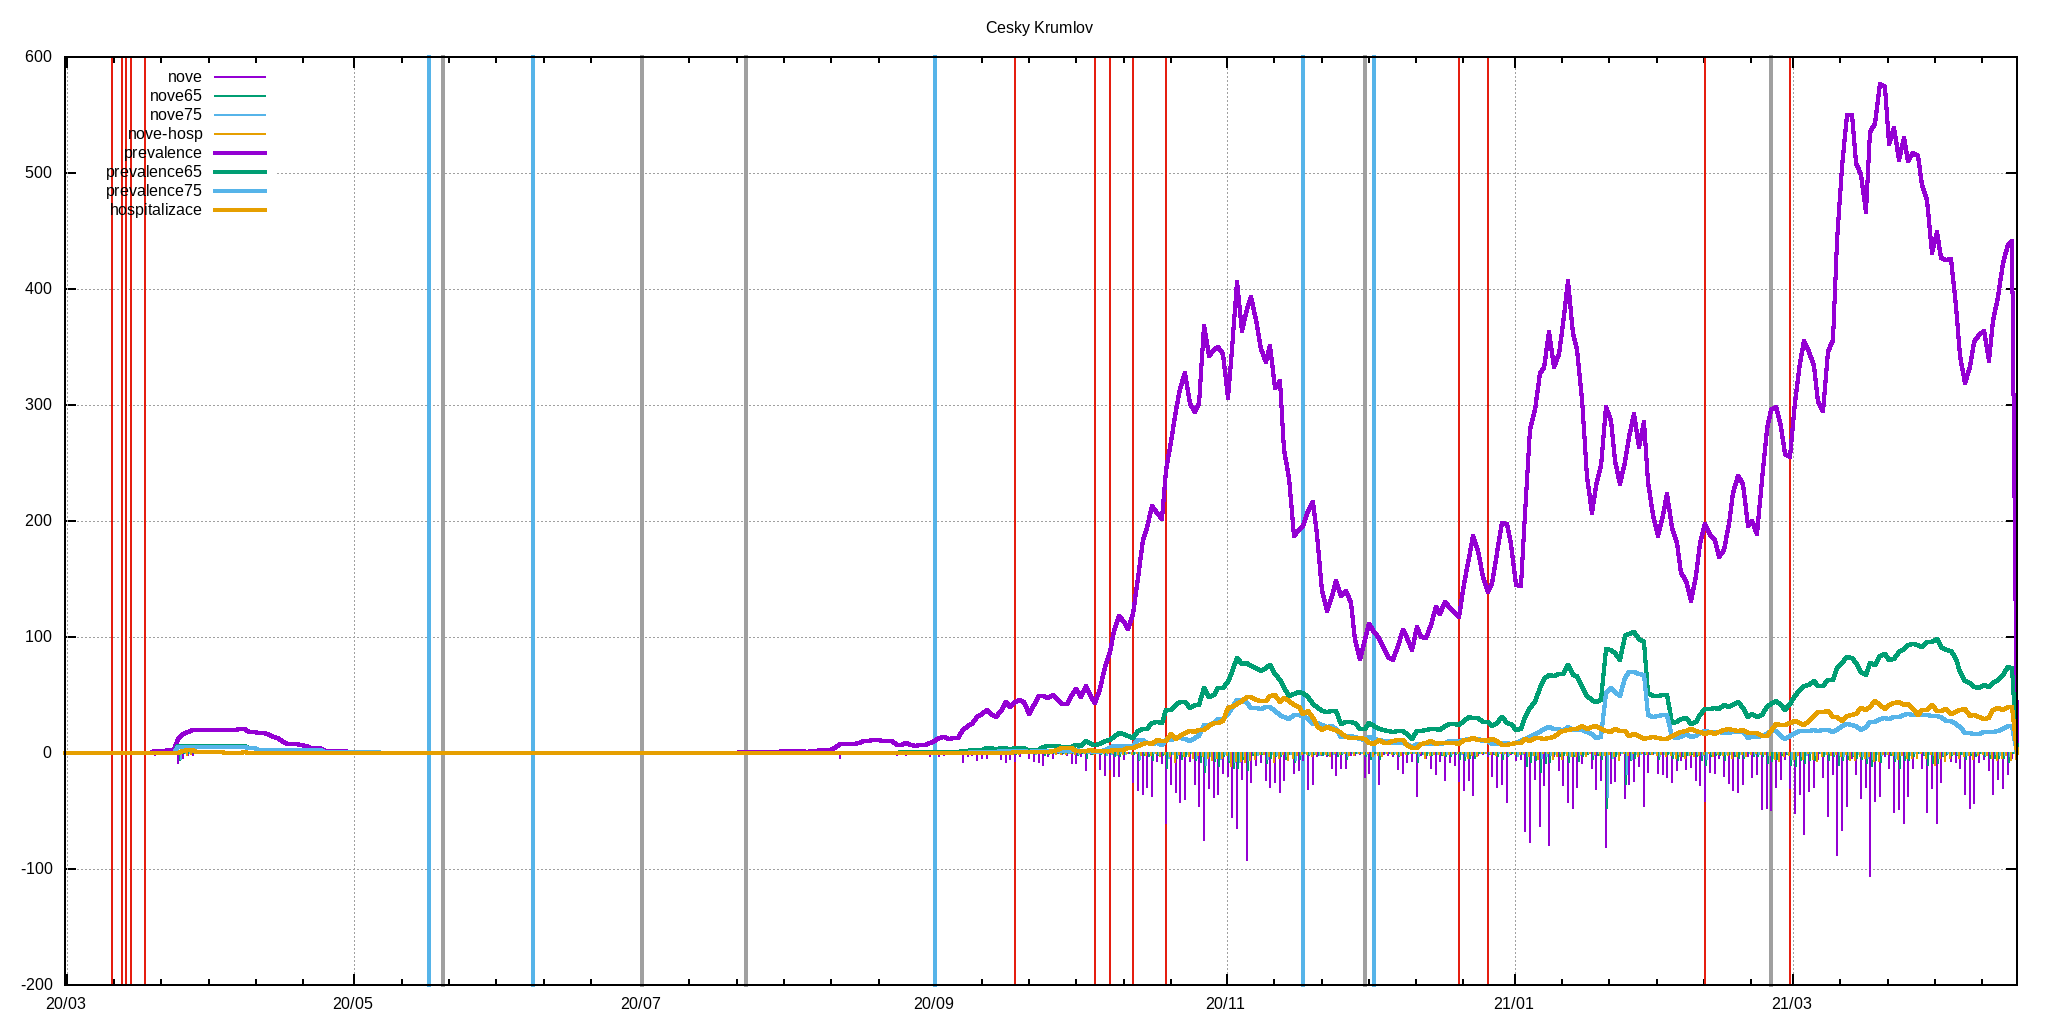 Cesky Krumlov
600
500
400
300
200
100
0
-100
-200
nove
nove65
nove75
nove-hosp
prevalence
prevalence65
prevalence75
hospitalizace
20/03 20/05 20/07 20/09 20/11 21/01 21/03